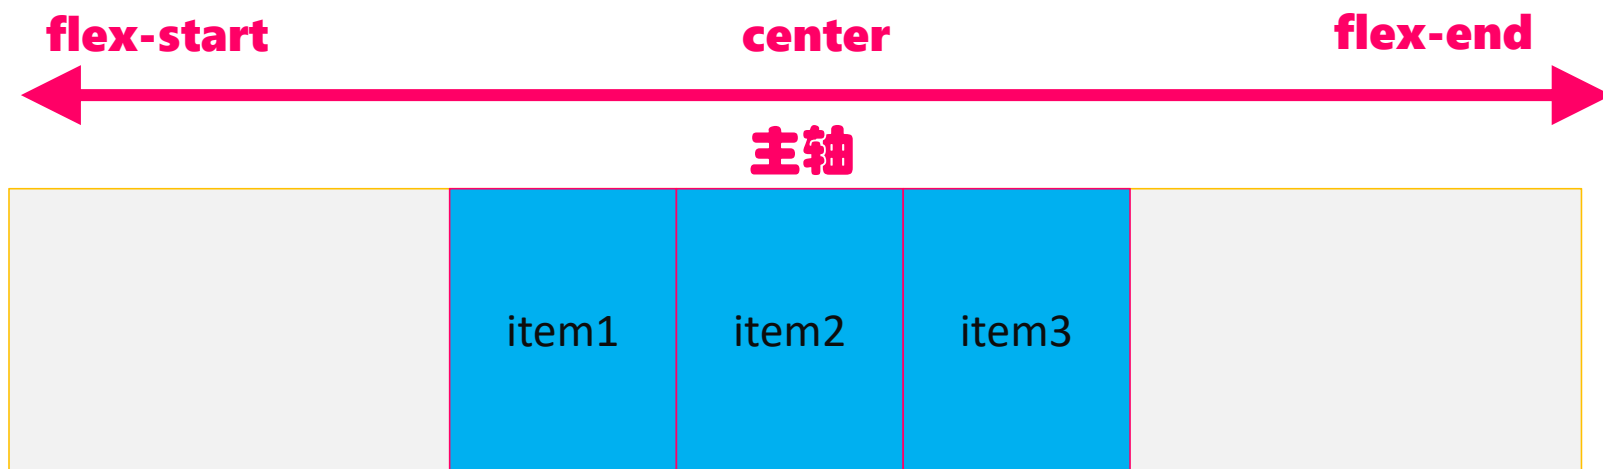 flex-start center flex-end
主轴
item1 item2 item3